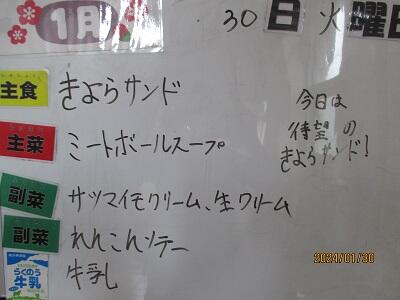 1月 30日火曜日
主食 きよらサンド
今日は
待望の
きよらサンド!
主菜 ミートボールスープ
副菜 サツマイモクリーム、生クリーム
副菜 れんこんソテー
らくのう
牛乳
牛乳
2024/01/30